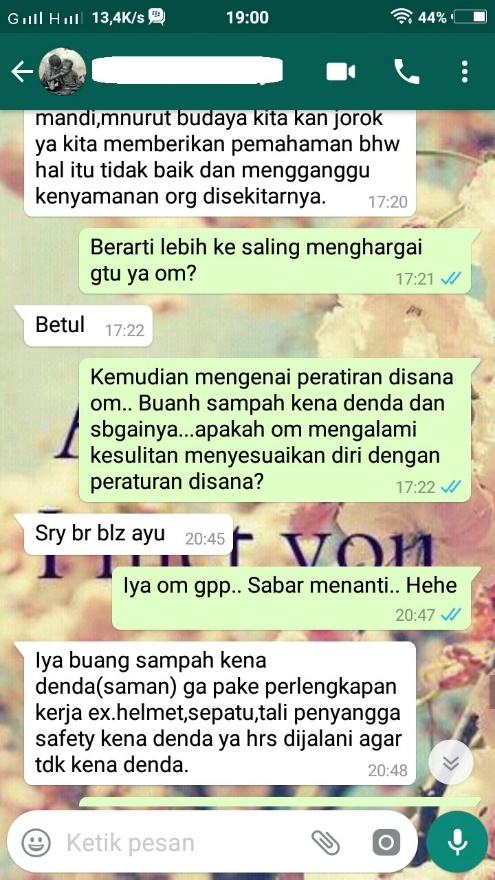 G H 13,4K/s 19:00 44%
mandi,mnurut budaya kita kan jorok
ya kita memberikan pemahaman bhw
hal itu tidak baik dan mengganggu
kenyamanan org disekitarnya. 17:20
Berarti lebih ke saling menghargai
gtu ya om? 17:21
Betul 17:22
Kemudian mengenai peratiran disana
om.. Buanh sampah kena denda dan
sbgainya...apakah om mengalami
kesulitan menyesuaikan diri dengan
peraturan disana? 17:22
Sry br blz ayu 20:45
I met you
Iya om gpp.. Sabar menanti.. Hehe
20:47
Iya buang sampah kena
denda(saman) ga pake perlengkapan
kerja ex.helmet,sepatu,tali penyangga
safety kena denda ya hrs dijalani agar
tdk kena denda. 20:48
Ketik pesan